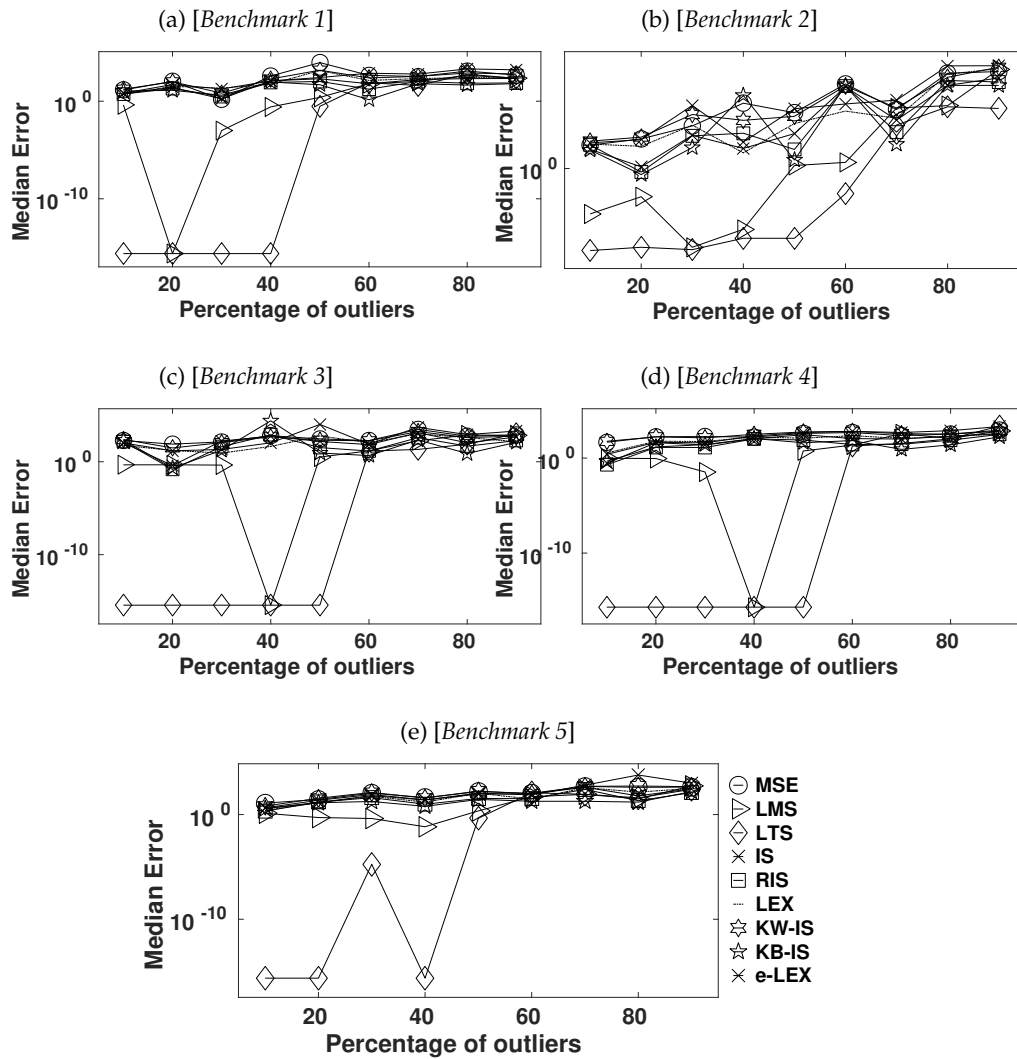 (a) [Benchmark 1]
Median Error
10 0
10 -10
20 40 60 80
Percentage of outliers
(b) [Benchmark 2]
Median Error
10 0
20 40 60 80
Percentage of outliers
(c) [Benchmark 3]
Median Error
10 0
10 -10
20 40 60 80
Percentage of outliers
(d) [Benchmark 4]
Median Error
10 0
10 -10
20 40 60 80
Percentage of outliers
(e) [Benchmark 5]
Median Error
10 0
10 -10
20 40 60 80
Percentage of outliers
MSE
LMS
LTS
IS
RIS
LEX
KW-IS
KB-IS
e-LEX